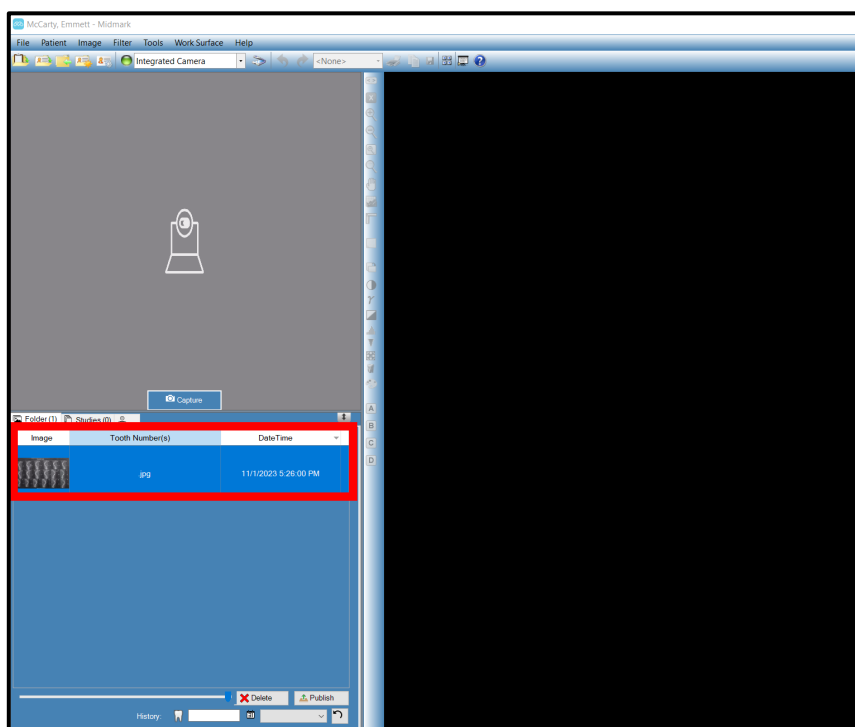 McCarty, Emmett - Midmark
File Patient Image Filter Tools Work Surface Help
Integrated Camera <None>
Capture
Folder (1) Studies (0)
Image Tooth Number(s) DateTime
.jpg 11/1/2023 5:26:00 PM
A
B
C
D
Delete Publish
History: